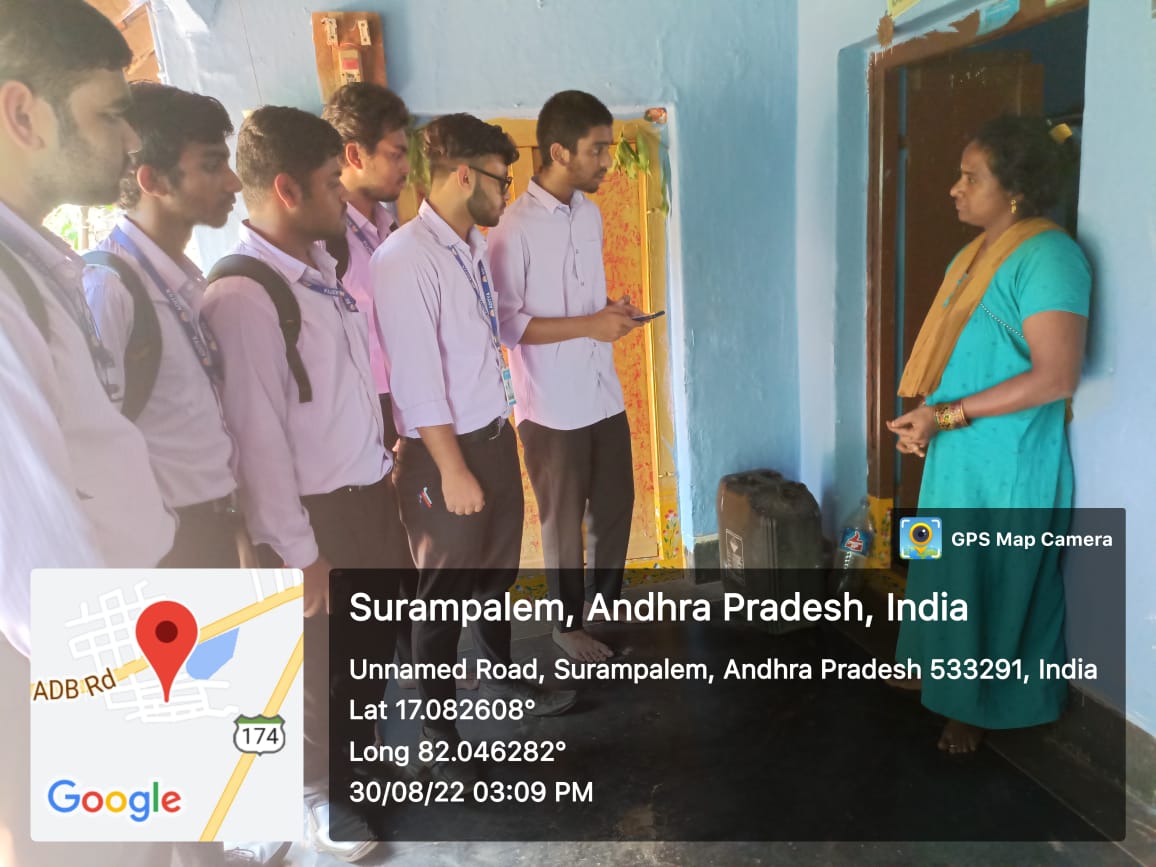 GPS Map Camera
Surampalem, Andhra Pradesh, India
Unnamed Road, Surampalem, Andhra Pradesh 533291, India
Lat 17.082608°
Long 82.046282°
30/08/22 03:09 PM
ADB Rd
174
Google